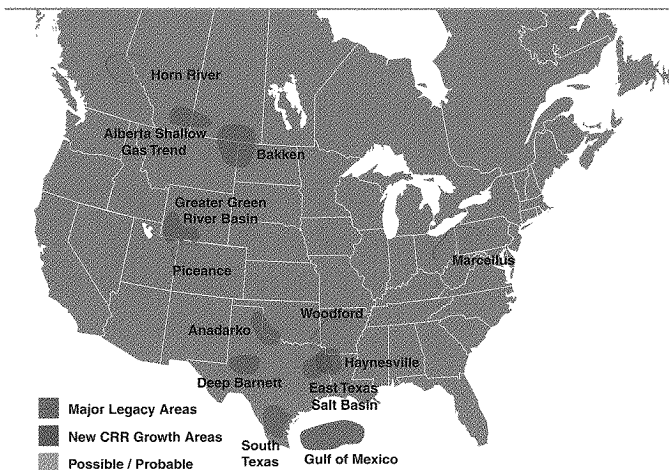 Horn River
Alberta Shallow
Gas Trend
Bakken
Greater Green
River Basin
Piceance
Marcellus
Anadarko
Woodford
Haynesville
Deep Barnett
East Texas
Salt Basin
South
Texas
Gulf of Mexico
Major Legacy Areas
New CRR Growth Areas
Possible / Probable